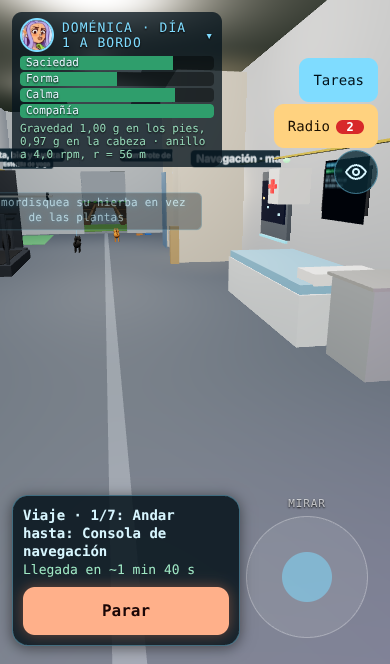 DOMÉNICA · DÍA
1 A BORDO
▼
Saciedad
Forma
Calma
Compañía
Gravedad 1,00 g en los pies,
0,97 g en la cabeza · anillo
a 4,0 rpm, r = 56 m
Tareas
Radio 2
Navegación
mordisquea su hierba en vez
de las plantas
MIRAR
Viaje · 1/7: Andar
hasta: Consola de
navegación
Llegada en ~1 min 40 s
Parar